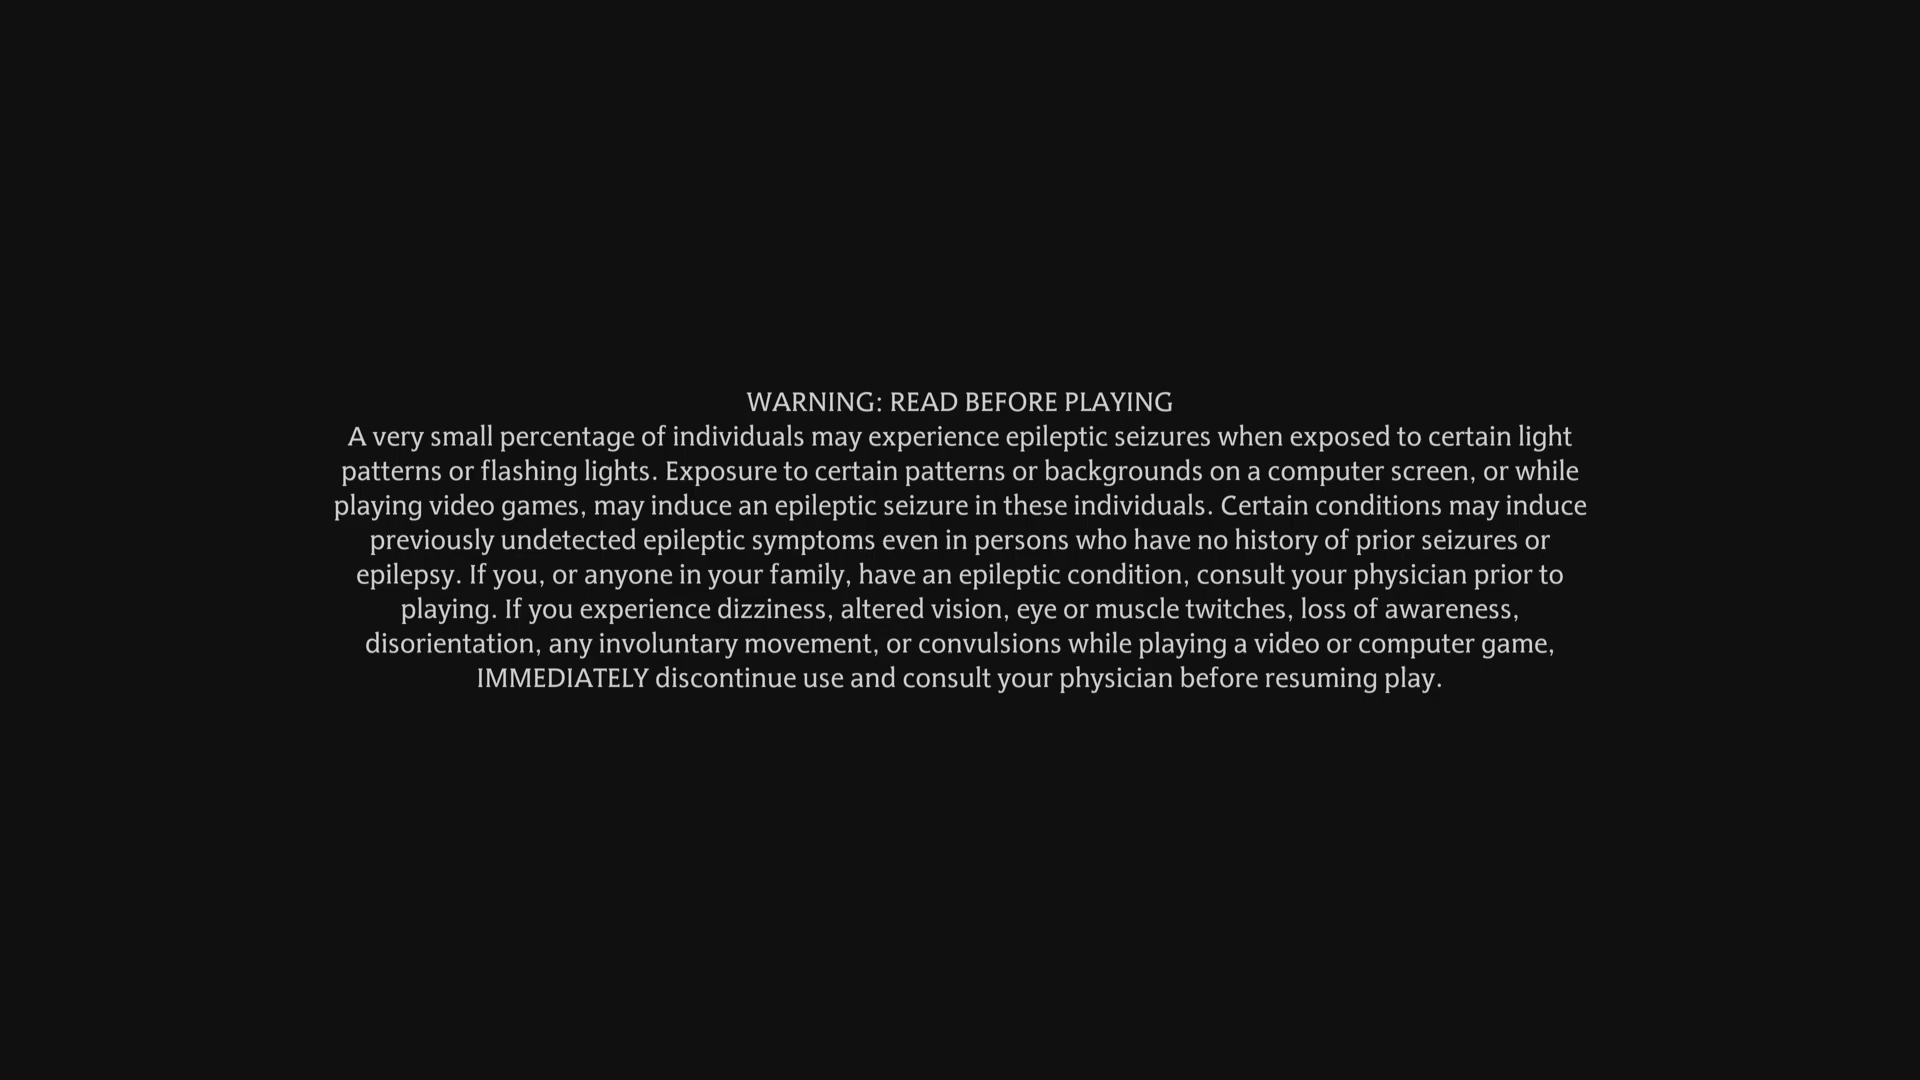 WARNING: READ BEFORE PLAYING
A very small percentage of individuals may experience epileptic seizures when exposed to certain light
patterns or flashing lights. Exposure to certain patterns or backgrounds on a computer screen, or while
playing video games, may induce an epileptic seizure in these individuals. Certain conditions may induce
previously undetected epileptic symptoms even in persons who have no history of prior seizures or
epilepsy. If you, or anyone in your family, have an epileptic condition, consult your physician prior to
playing. If you experience dizziness, altered vision, eye or muscle twitches, loss of awareness,
disorientation, any involuntary movement, or convulsions while playing a video or computer game,
IMMEDIATELY discontinue use and consult your physician before resuming play.